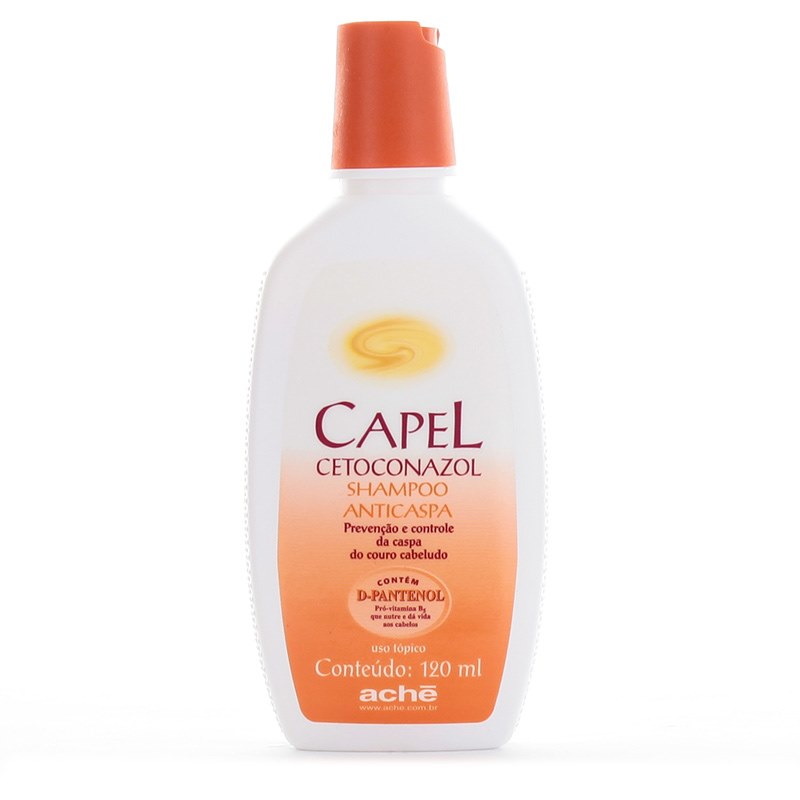 CAPEL
CETOCONAZOL
SHAMPOO
ANTICASPA
Prevenção e controle
da caspa
do couro cabeludo
CONTÉM
D-PANTENOL
Pró-vitamina B5
que nutre e dá vida
aos cabelos
uso tópico
Conteúdo: 120 ml
achē
www.ache.com.br